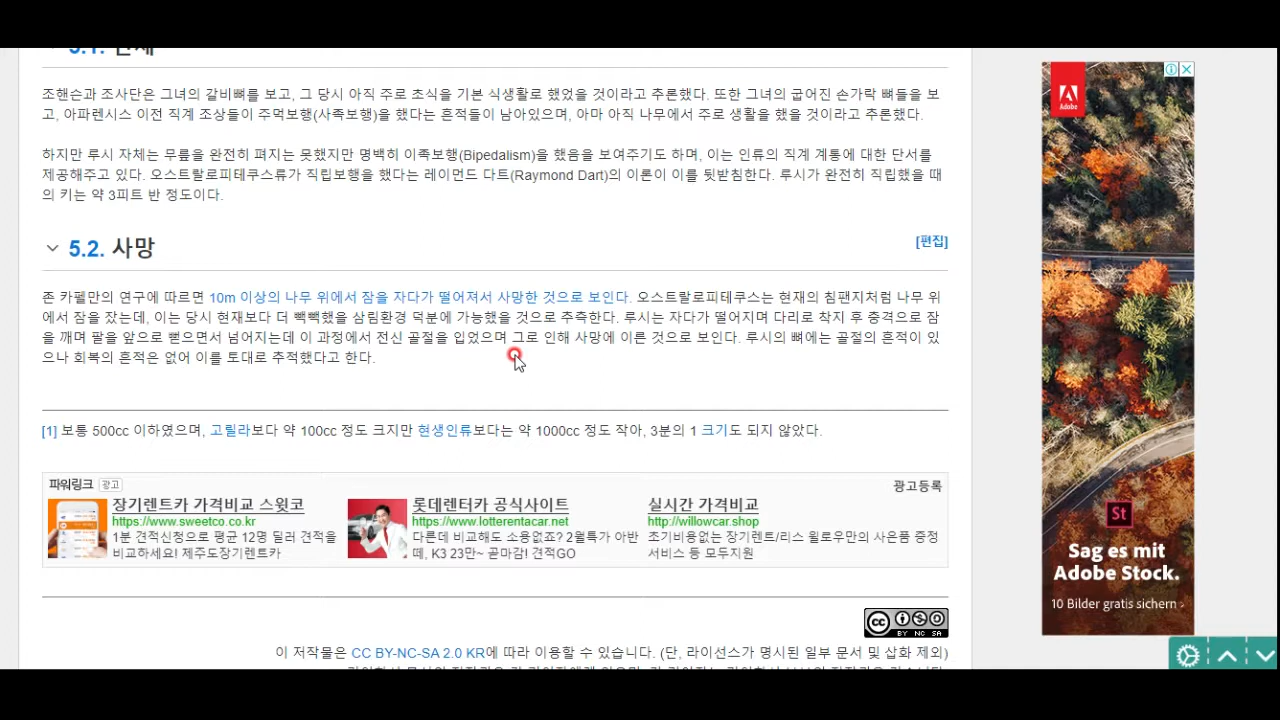 5.1.
조핸슨과 조사단은 그녀의 갈비뼈를 보고, 그 당시 아직 주로 초식을 기본 식생활로 했었을 것이라고 추론했다. 또한 그녀의 굽어진 손가락 뼈들을 보
고, 아파렌시스 이전 직계 조상들이 주먹보행(사족보행)을 했다는 흔적들이 남아있으며, 아마 아직 나무에서 주로 생활을 했을 것이라고 추론했다.
하지만 루시 자체는 무릎을 완전히 펴지는 못했지만 명백히 이족보행(Bipedalism)을 했음을 보여주기도 하며, 이는 인류의 직계 계통에 대한 단서를
제공해주고 있다. 오스트랄로피테쿠스류가 직립보행을 했다는 레이먼드 다트(Raymond Dart)의 이론이 이를 뒷받침한다. 루시가 완전히 직립했을 때
의 키는 약 3피트 반 정도이다.
5.2. 사망
[편집]
존 카펠만의 연구에 따르면 10m 이상의 나무 위에서 잠을 자다가 떨어져서 사망한 것으로 보인다. 오스트랄로피테쿠스는 현재의 침팬지처럼 나무 위
에서 잠을 잤는데, 이는 당시 현재보다 더 빽빽했을 삼림환경 덕분에 가능했을 것으로 추측한다. 루시는 자다가 떨어지며 다리로 착지 후 충격으로 잠
을 깨며 팔을 앞으로 뻗으면서 넘어지는데 이 과정에서 전신 골절을 입었으며 그로 인해 사망에 이른 것으로 보인다. 루시의 뼈에는 골절의 흔적이 있
으나 회복의 흔적은 없어 이를 토대로 추적했다고 한다.
[1] 보통 500cc 이하였으며, 고릴라보다 약 100cc 정도 크지만 현생인류보다는 약 1000cc 정도 작아, 3분의 1 크기도 되지 않았다.
파워링크 광고
광고등록
장기렌트카 가격비교 스윗코
https://www.sweetco.co.kr
1분 견적신청으로 평균 12명 딜러 견적을
비교하세요! 제주도장기렌트카
롯데렌터카 공식사이트
https://www.lotterentacar.net
다른데 비교해도 소용없죠? 2월특가 아반
떼, K3 23만~ 곧마감! 견적GO
실시간 가격비교
http://willowcar.shop
초기비용없는 장기렌트/리스 윌로우만의 사은품 증정
서비스 등 모두지원
cc BY NC SA
이 저작물은 CC BY-NC-SA 2.0 KR에 따라 이용할 수 있습니다. (단, 라이선스가 명시된 일부 문서 및 삽화 제외)
Adobe
St
Sag es mit
Adobe Stock.
10 Bilder gratis sichern ›